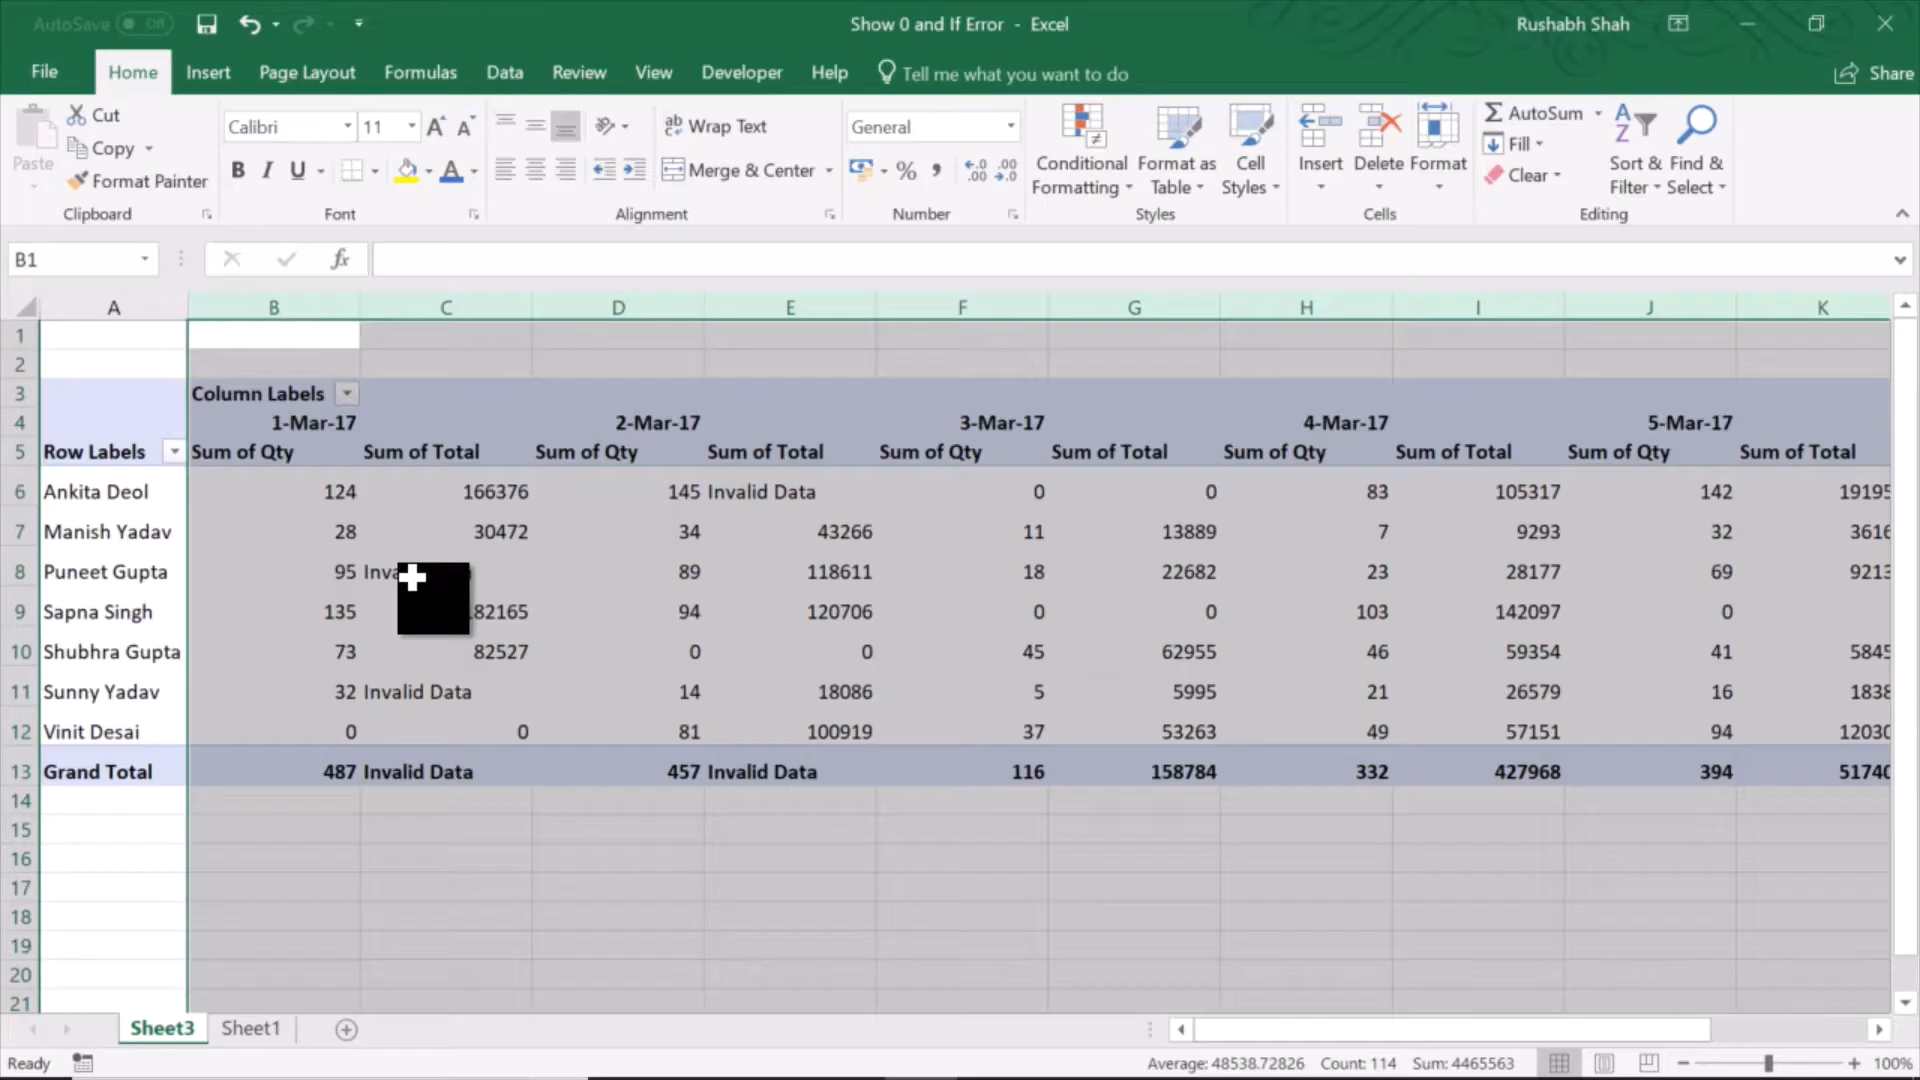 AutoSave Off Show 0 and If Error - Excel Rushabh Shah
File Home Insert Page Layout Formulas Data Review View Developer Help Tell me what you want to do Share
Paste Cut Copy Format Painter Clipboard
Calibri 11 B I U Font
Wrap Text Merge & Center Alignment
General % Number
Conditional Formatting Format as Table Cell Styles Styles
Insert Delete Format Cells
AutoSum Fill Clear Sort & Filter Find & Select Editing
B1 fx
A B C D E F G H I J K
1
2
3 Column Labels
4 1-Mar-17 2-Mar-17 3-Mar-17 4-Mar-17 5-Mar-17
5 Row Labels Sum of Qty Sum of Total Sum of Qty Sum of Total Sum of Qty Sum of Total Sum of Qty Sum of Total Sum of Qty Sum of Total
6 Ankita Deol 124 166376 145 Invalid Data 0 0 83 105317 142 19195
7 Manish Yadav 28 30472 34 43266 11 13889 7 9293 32 3616
8 Puneet Gupta 95 89 118611 18 22682 23 28177 69 9213
9 Sapna Singh 135 82165 94 120706 0 0 103 142097 0
10 Shubhra Gupta 73 82527 0 0 45 62955 46 59354 41 5845
11 Sunny Yadav 32 Invalid Data 14 18086 5 5995 21 26579 16 1838
12 Vinit Desai 0 0 81 100919 37 53263 49 57151 94 12030
13 Grand Total 487 Invalid Data 457 Invalid Data 116 158784 332 427968 394 51740
14
15
16
17
18
19
20
21
Sheet3 Sheet1
Ready Average: 48538.72826 Count: 114 Sum: 4465563 100%